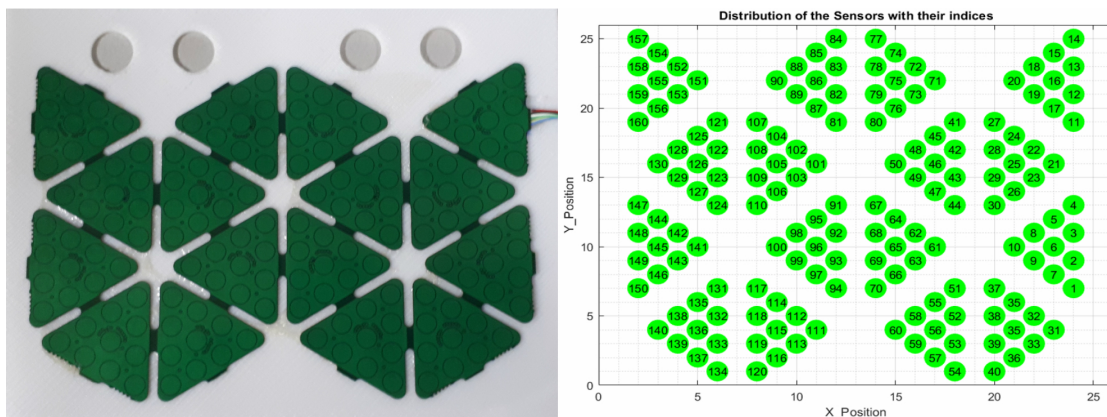 Distribution of the Sensors with their indices
25 157 84 77 14
154 85 74 15
158 152 88 83 78 72 18 13
155 151 90 86 75 71 20 16
159 153 89 82 79 73 19 12
20 156 87 76 17
160 121 107 81 80 41 27 11
125 104 45 24
128 122 108 102 48 42 28 22
130 126 105 101 50 46 25 21
15 129 123 109 103 49 43 29 23
127 106 47 26
147 124 110 91 67 44 30 4
144 95 64 5
148 142 98 92 68 62 8 3
10 145 141 100 96 65 61 10 6
149 143 99 93 69 63 9 2
146 97 66 7
150 131 117 94 70 51 37 1
135 114 55 35
5 138 132 118 112 58 52 38 32
140 136 115 111 60 56 35 31
139 133 119 113 59 53 39 33
137 116 57 36
134 120 54 40
0
0 5 10 15 20 25
X_Position
Y_Position